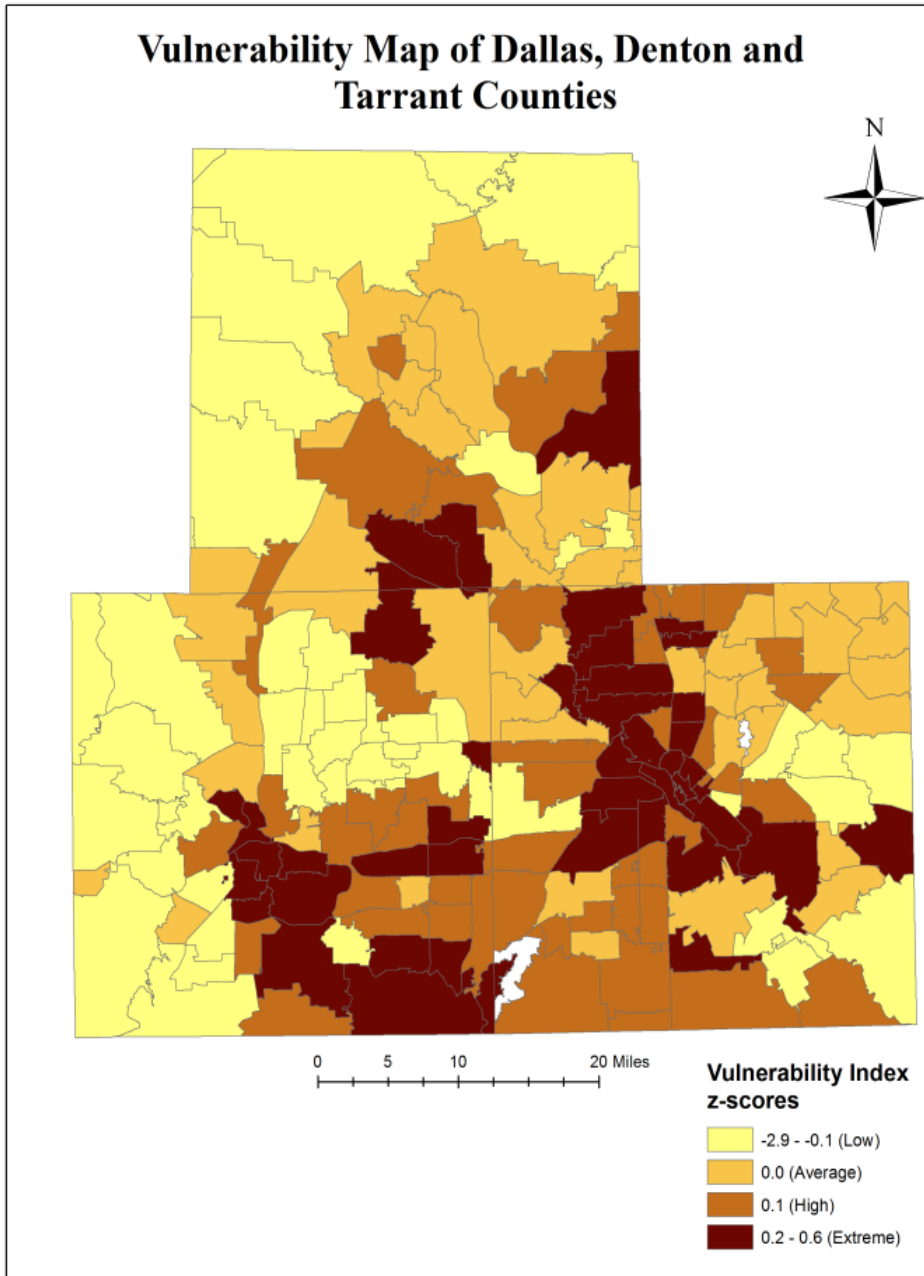 Vulnerability Map of Dallas, Denton and
Tarrant Counties
N
0 5 10 20 Miles
Vulnerability Index
z-scores
-2.9 - -0.1 (Low)
0.0 (Average)
0.1 (High)
0.2 - 0.6 (Extreme)